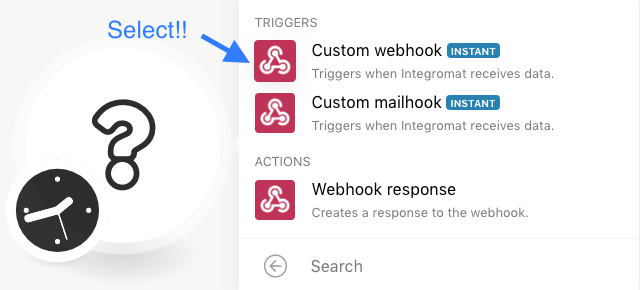 Select!!
TRIGGERS
Custom webhook INSTANT
Triggers when Integromat receives data.
Custom mailhook INSTANT
Triggers when Integromat receives data.
ACTIONS
Webhook response
Creates a response to the webhook.
Search